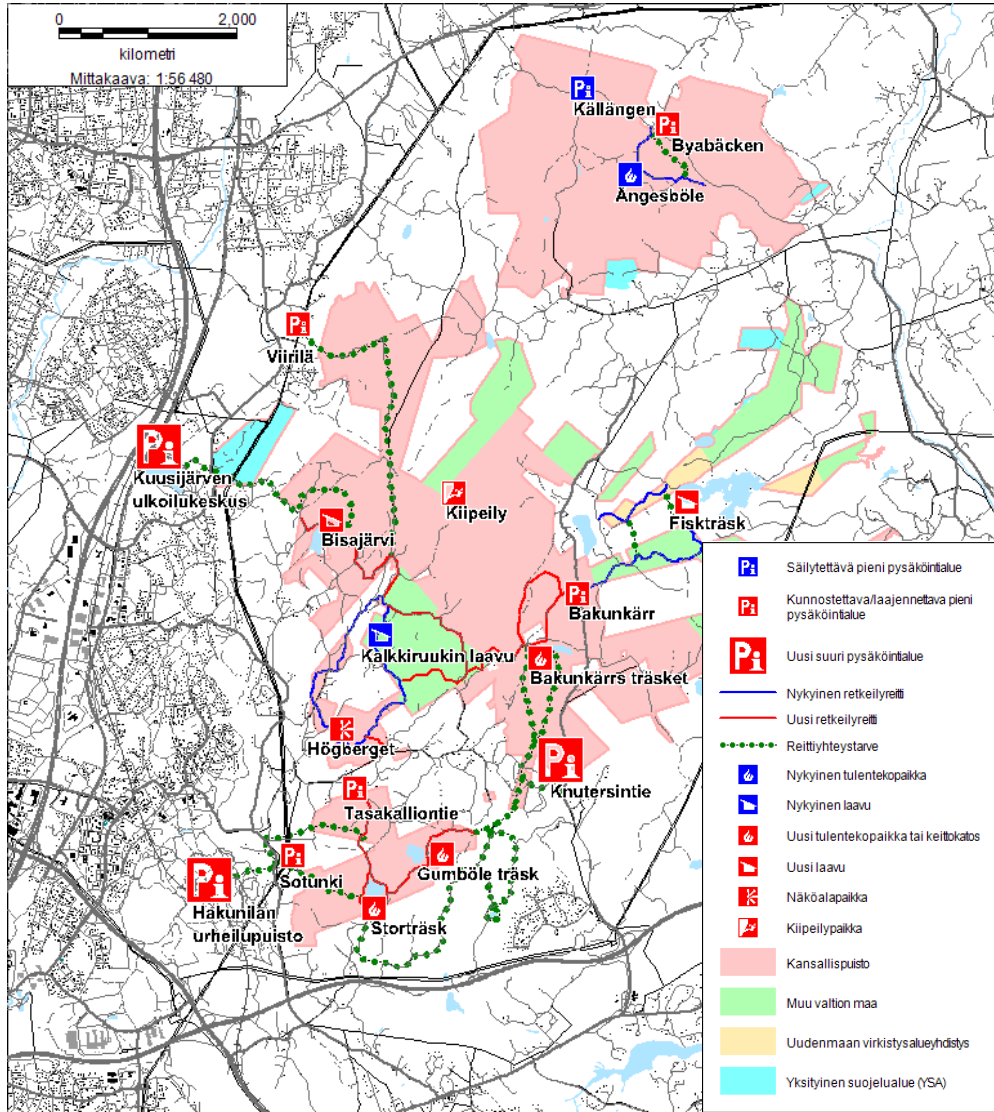 0 2,000
kilometri
Mittakaava: 1:56 480
Källängen
Byabäcken
Ängesböle
Viirilä
Kuusijärven
ulkoilukeskus
Bisajärvi
Kiipeily
Fiskträsk
Bakunkärr
Kalkkiruukin laavu
Bakunkärrs träsket
Högberget
Knutersintie
Tasakalliontie
Gumböle träsk
Sotunki
Hakunilan
urheilupuisto
Storträsk
Säilytettävä pieni pysäköintialue
Kunnostettava/laajennettava pieni
pysäköintialue
Uusi suuri pysäköintialue
Nykyinen retkeilyreitti
Uusi retkeilyreitti
Reittiyhteystarve
Nykyinen tulentekopaikka
Nykyinen laavu
Uusi tulentekopaikka tai keittokatos
Uusi laavu
Näköalapaikka
Kiipeilypaikka
Kansallispuisto
Muu valtion maa
Uudenmaan virkistysalueyhdistys
Yksityinen suojelualue (YSA)